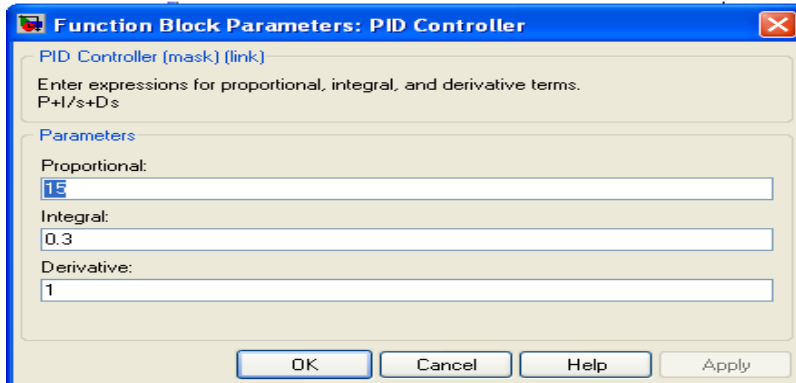 Function Block Parameters: PID Controller
PID Controller (mask) (link)
Enter expressions for proportional, integral, and derivative terms.
P+I/s+Ds
Parameters
Proportional:
15
Integral:
0.3
Derivative:
1
OK Cancel Help Apply